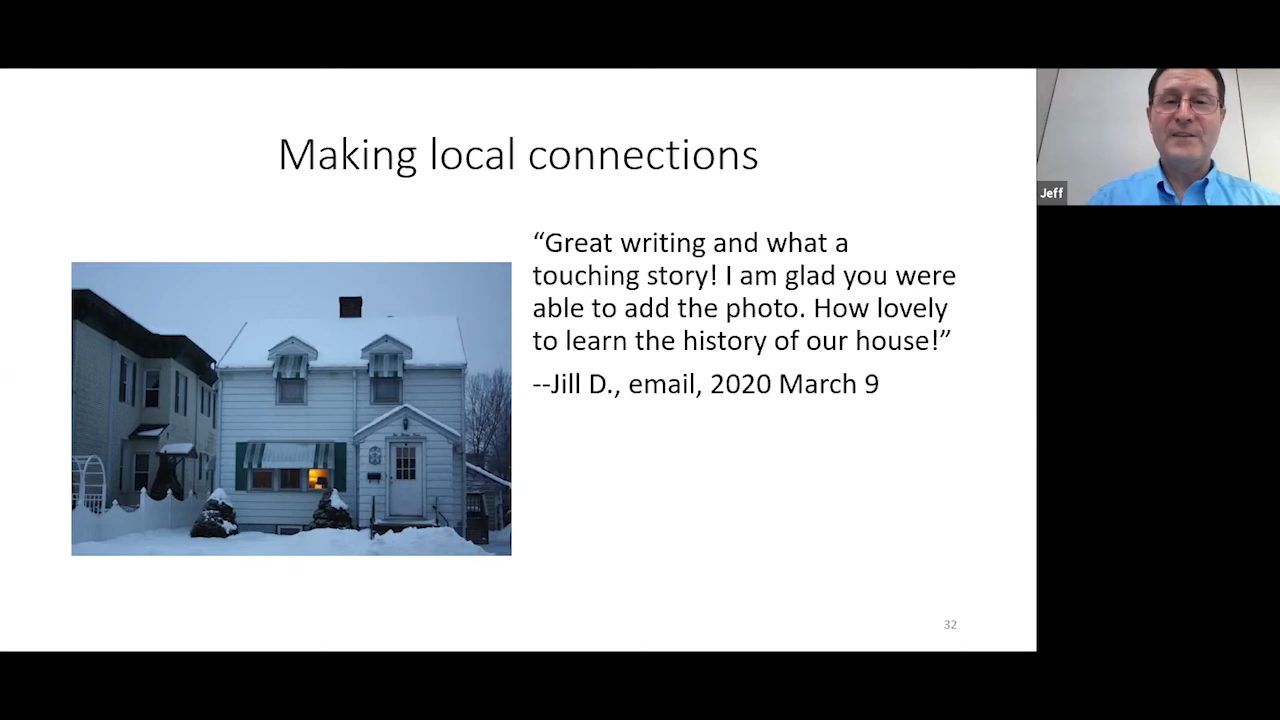 Making local connections
Jeff
“Great writing and what a
touching story! I am glad you were
able to add the photo. How lovely
to learn the history of our house!”
--Jill D., email, 2020 March 9
32